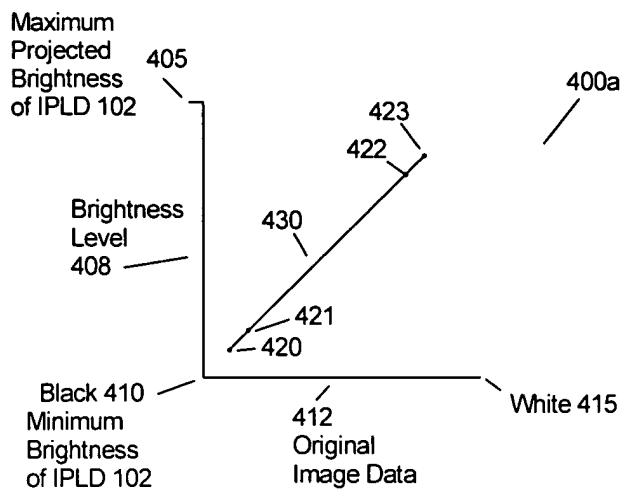 Maximum
Projected
Brightness
of IPLD 102
405
400a
423
422
Brightness
Level
408
430
421
420
Black 410
Minimum
Brightness
of IPLD 102
412
Original
Image Data
White 415